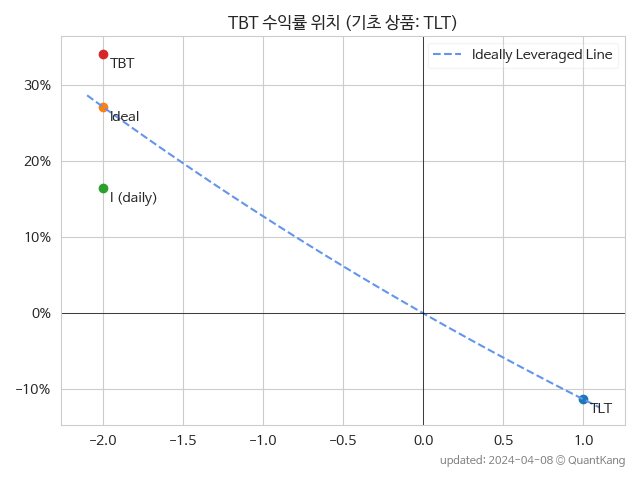 TBT 수익률 위치 (기초 상품: TLT)
Ideally Leveraged Line
TBT
30%
Ideal
20%
I (daily)
10%
0%
-10%
TLT
-2.0 -1.5 -1.0 -0.5 0.0 0.5 1.0
updated: 2024-04-08 © QuantKang